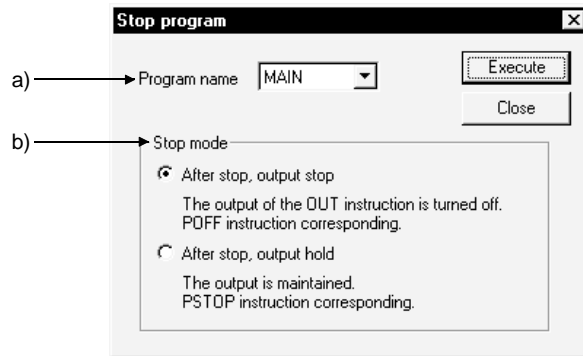 Stop program
a) Program name MAIN Execute
Close
b) Stop mode
After stop, output stop
The output of the OUT instruction is turned off.
POFF instruction corresponding.
After stop, output hold
The output is maintained.
PSTOP instruction corresponding.